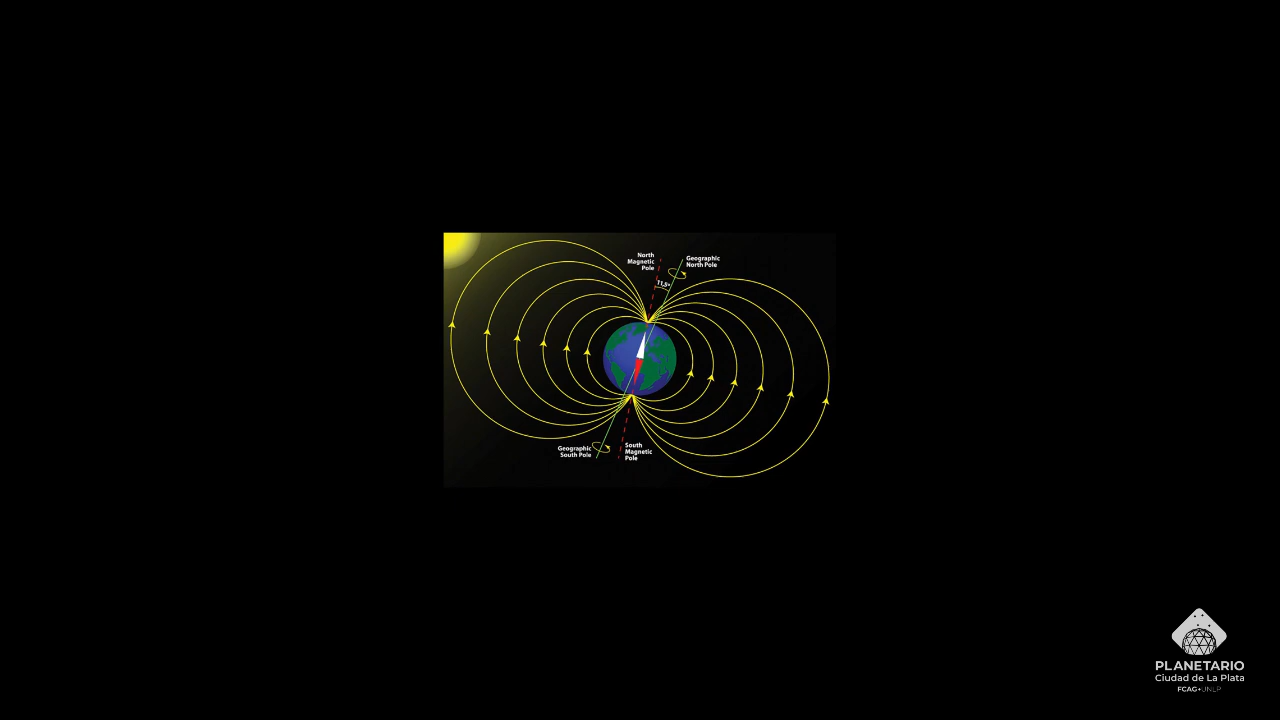 North
Magnetic
Pole
Geographic
North Pole
11,5°
Geographic
South Pole
South
Magnetic
Pole
PLANETARIO
Ciudad de La Plata
FCAG+UNLP